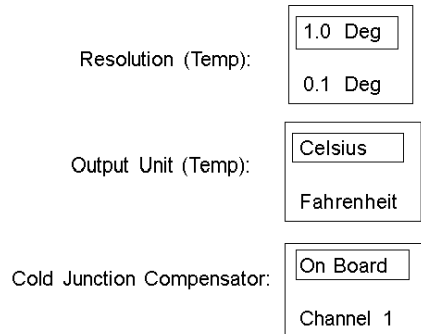 1.0 Deg
Resolution (Temp):
0.1 Deg
Celsius
Output Unit (Temp):
Fahrenheit
On Board
Cold Junction Compensator:
Channel 1